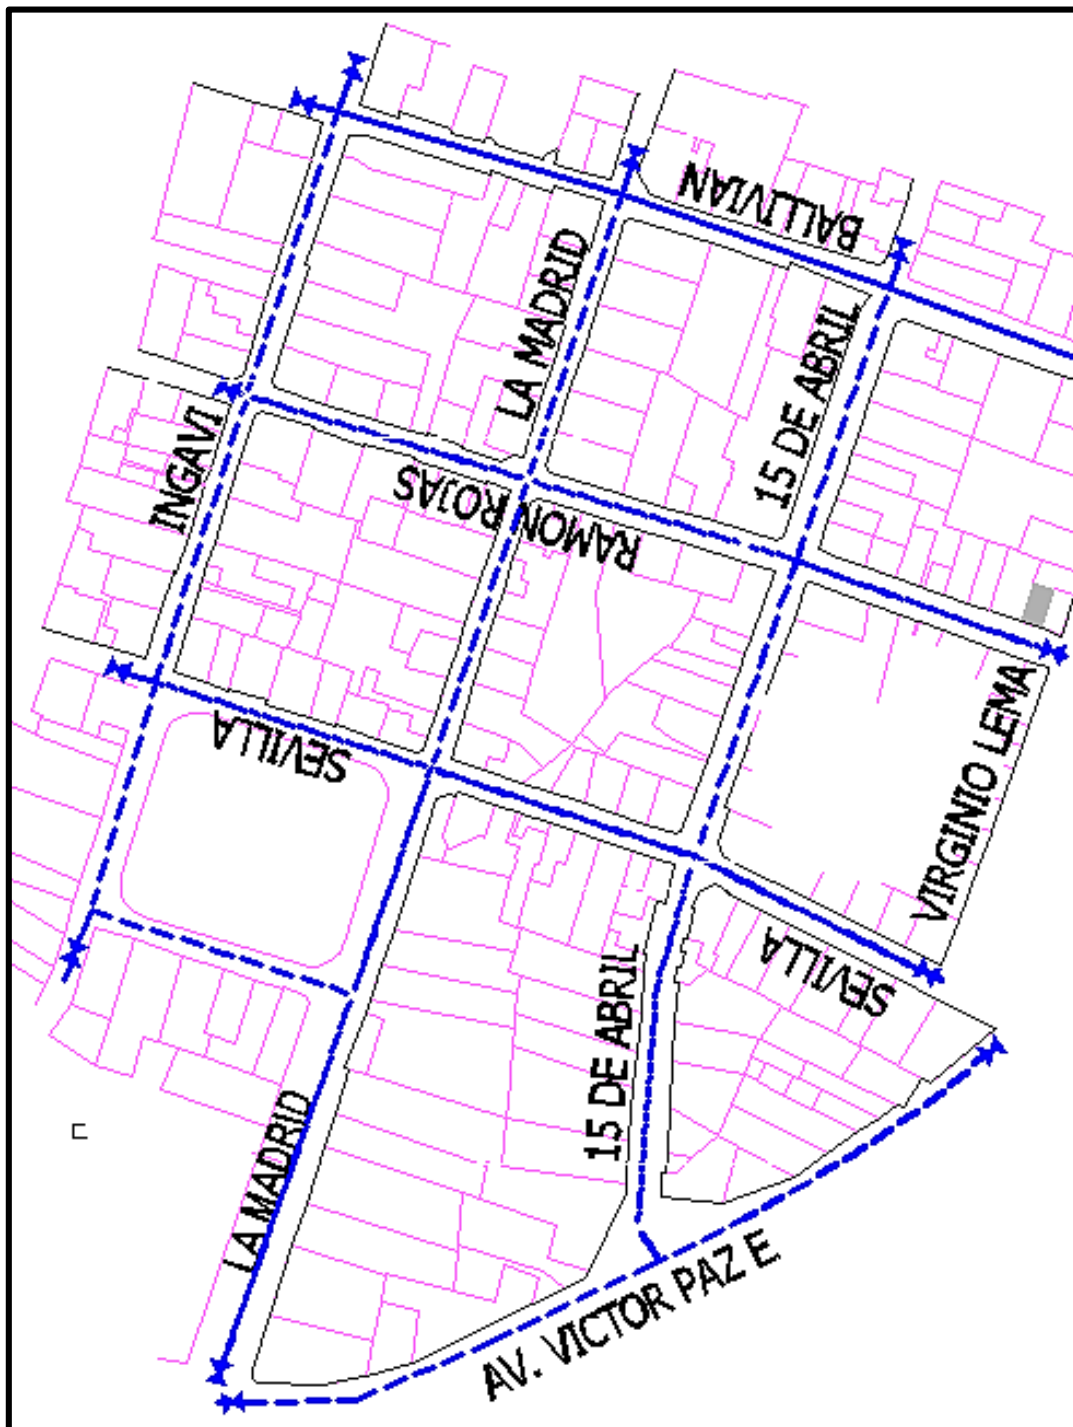 BALLIVIAN
LA MADRID
15 DE ABRIL
INGAVI
RAMON ROJAS
VIRGINIO LEMA
SEVILLA
SEVILLA
15 DE ABRIL
LA MADRID
AV. VICTOR PAZ E